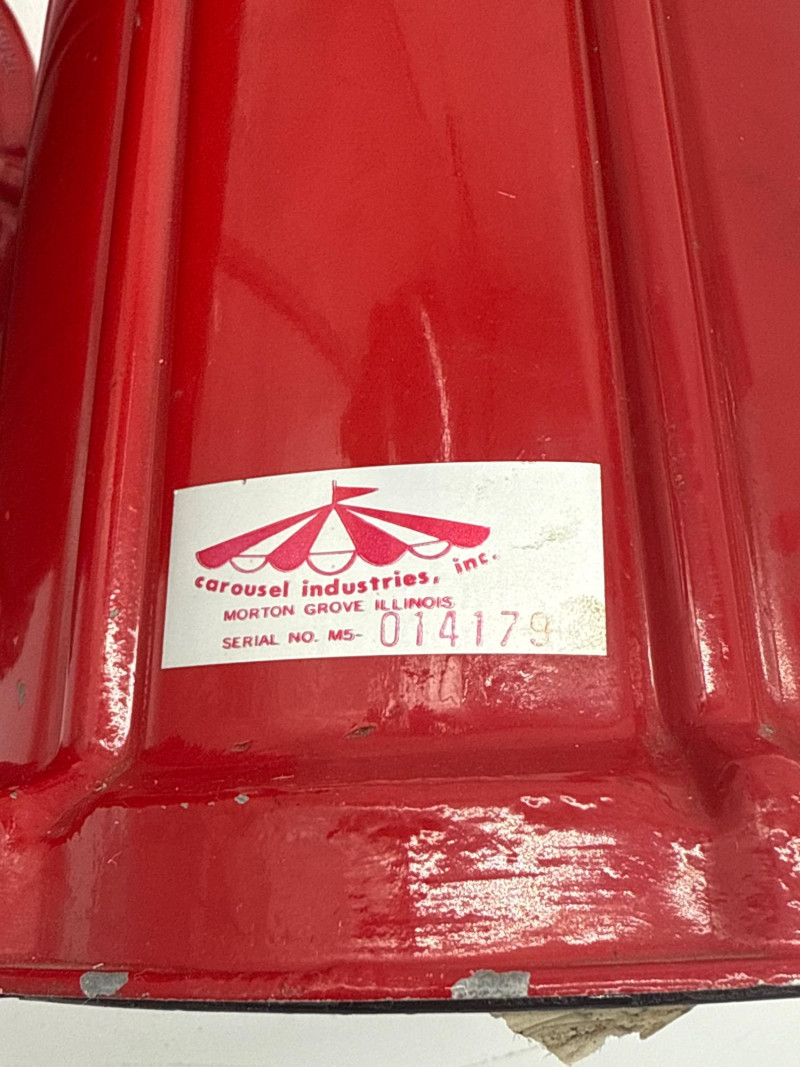 carousel industries, inc.
MORTON GROVE ILLINOIS
SERIAL NO. M5- 014179